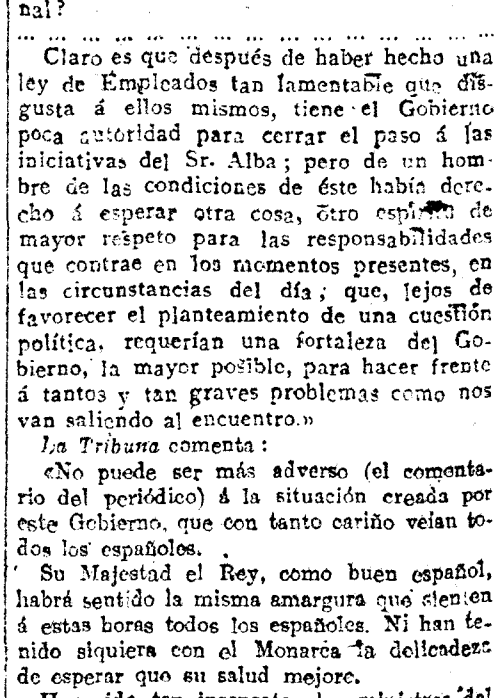 nal?
... ... ... ... ... ... ... ... ... ... ... ... ... ...
Claro es que después de haber hecho una
ley de Empleados tan lamentable que dis-
gusta á ellos mismos, tiene el Gobierno
poca autoridad para cerrar el paso á las
iniciativas del Sr. Alba; pero de un hom-
bre de las condiciones de éste había dere-
cho á esperar otra cosa, otro espíritu de
mayor respeto para las responsabilidades
que contrae en los momentos presentes, en
las circunstancias del día; que, lejos de
favorecer el planteamiento de una cuestión
política, requerían una fortaleza del Go-
bierno, la mayor posible, para hacer frente
á tantos y tan graves problemas como nos
van saliendo al encuentro.»
La Tribuna comenta:
«No puede ser más adverso (el comenta-
rio del periódico) á la situación creada por
este Gobierno, que con tanto cariño veían to-
dos los españoles.
Su Majestad el Rey, como buen español,
habrá sentido la misma amargura que sienten
á estas horas todos los españoles. Ni han te-
nido siquiera con el Monarca la delicadeza
de esperar que su salud mejore.